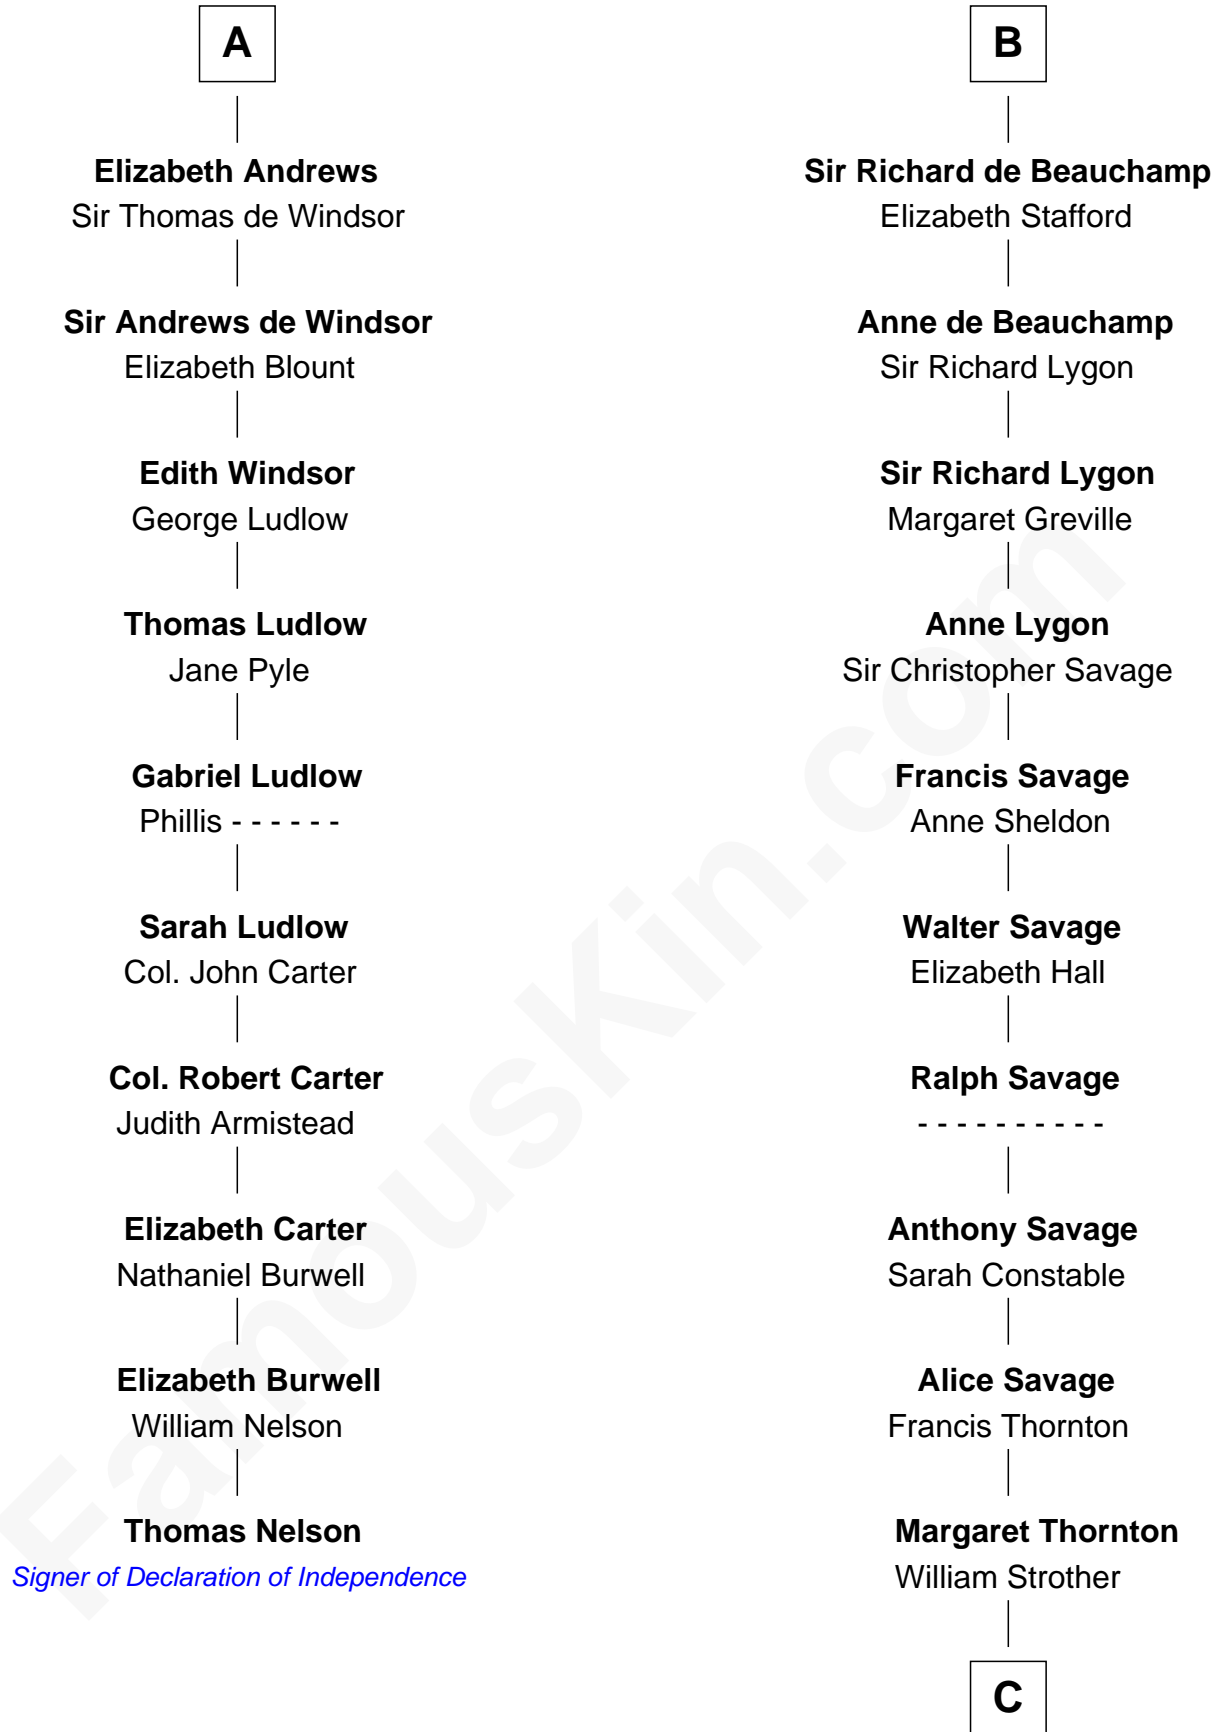 A
Elizabeth Andrews
Sir Thomas de Windsor
Sir Andrews de Windsor
Elizabeth Blount
Edith Windsor
George Ludlow
Thomas Ludlow
Jane Pyle
Gabriel Ludlow
Phillis - - - - - -
Sarah Ludlow
Col. John Carter
Col. Robert Carter
Judith Armistead
Elizabeth Carter
Nathaniel Burwell
Elizabeth Burwell
William Nelson
Thomas Nelson
Signer of Declaration of Independence
B
Sir Richard de Beauchamp
Elizabeth Stafford
Anne de Beauchamp
Sir Richard Lygon
Sir Richard Lygon
Margaret Greville
Anne Lygon
Sir Christopher Savage
Francis Savage
Anne Sheldon
Walter Savage
Elizabeth Hall
Ralph Savage
- - - - - - - - - -
Anthony Savage
Sarah Constable
Alice Savage
Francis Thornton
Margaret Thornton
William Strother
C
FamousKin.com